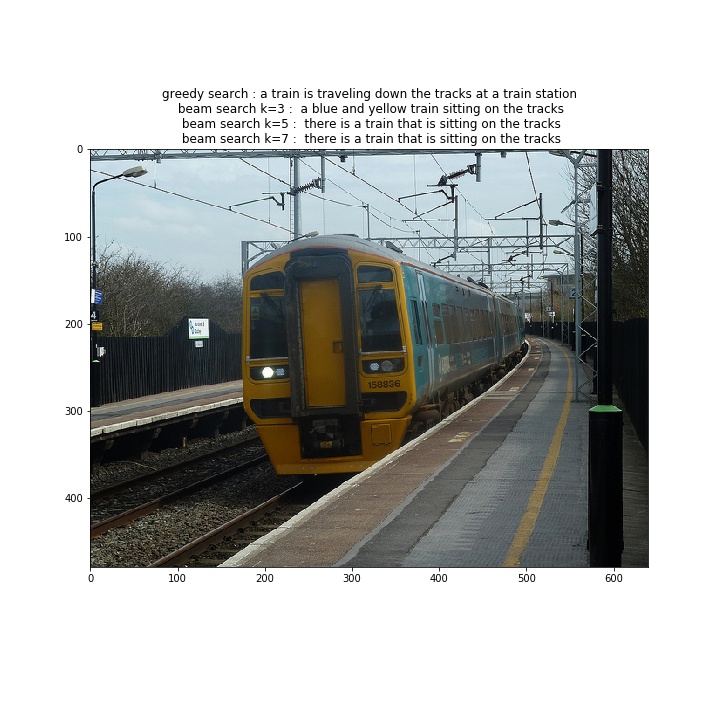 greedy search : a train is traveling down the tracks at a train station
beam search k=3 :  a blue and yellow train sitting on the tracks
beam search k=5 :  there is a train that is sitting on the tracks
beam search k=7 :  there is a train that is sitting on the tracks
0
100
200
300
400
4
158836
0 100 200 300 400 500 600